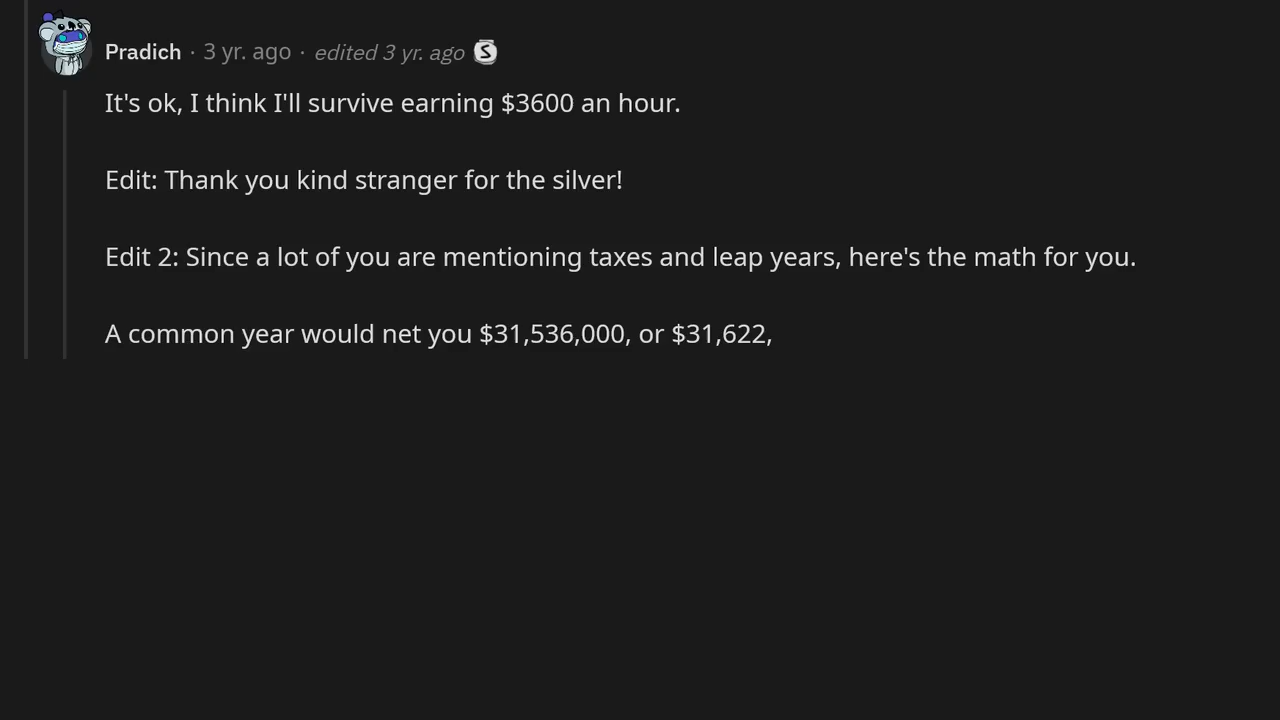 Pradich · 3 yr. ago · edited 3 yr. ago S
It's ok, I think I'll survive earning $3600 an hour.
Edit: Thank you kind stranger for the silver!
Edit 2: Since a lot of you are mentioning taxes and leap years, here's the math for you.
A common year would net you $31,536,000, or $31,622,